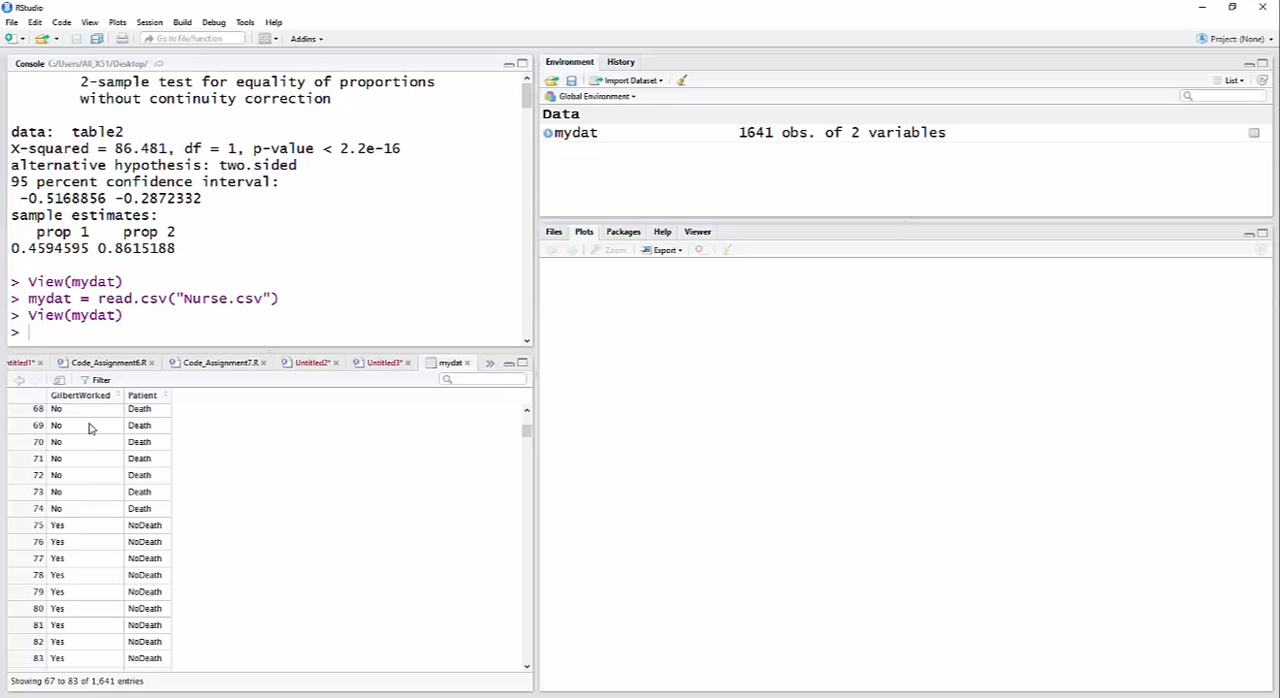 RStudio
File Edit Code View Plots Session Build Debug Tools Help
Go to file/function Addins Project: (None)
Console C:/Users/Ali_X51/Desktop/
2-sample test for equality of proportions
without continuity correction
data: table2
X-squared = 86.481, df = 1, p-value < 2.2e-16
alternative hypothesis: two.sided
95 percent confidence interval:
-0.5168856 -0.2872332
sample estimates:
prop 1 prop 2
0.4594595 0.8615188
> View(mydat)
> mydat = read.csv("Nurse.csv")
> View(mydat)
>
Environment History
Import Dataset List
Global Environment
Data
mydat 1641 obs. of 2 variables
Files Plots Packages Help Viewer
Zoom Export
ntitled1* Code_Assignment6.R Code_Assignment7.R Untitled2* Untitled3* mydat
Filter
GilbertWorked Patient
68 No Death
69 No Death
70 No Death
71 No Death
72 No Death
73 No Death
74 No Death
75 Yes NoDeath
76 Yes NoDeath
77 Yes NoDeath
78 Yes NoDeath
79 Yes NoDeath
80 Yes NoDeath
81 Yes NoDeath
82 Yes NoDeath
83 Yes NoDeath
Showing 67 to 83 of 1,641 entries